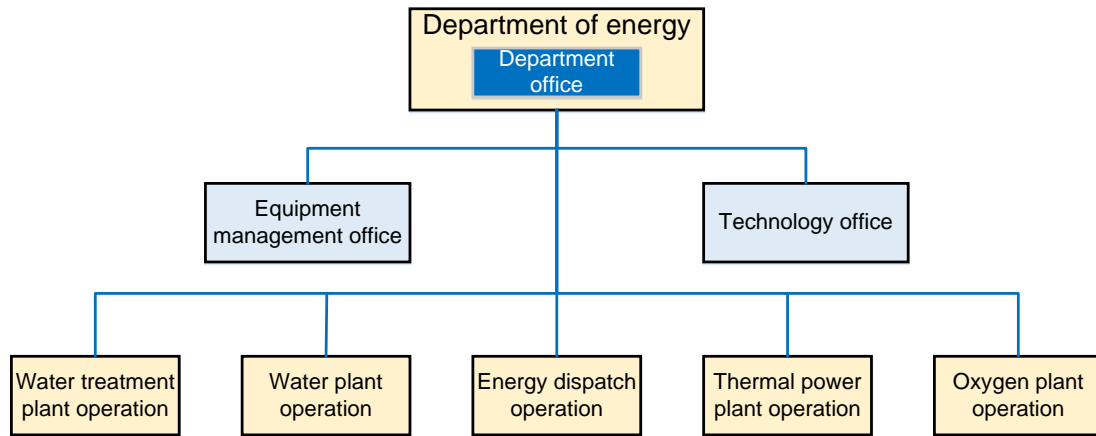 Department of energy
Department
office
Equipment
management office
Technology office
Water treatment
plant operation
Water plant
operation
Energy dispatch
operation
Thermal power
plant operation
Oxygen plant
operation